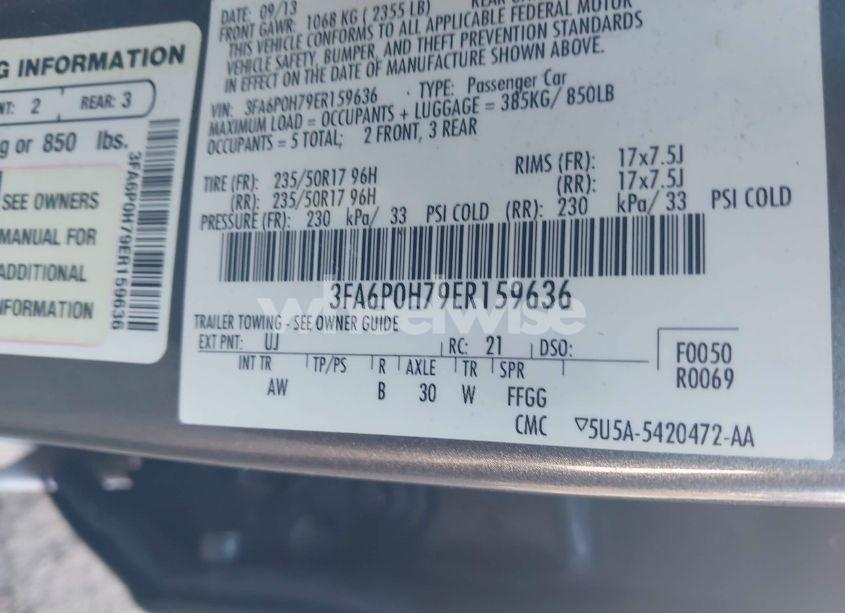 G INFORMATION
NT: 2 REAR: 3
g or 850 lbs.
SEE OWNERS
MANUAL FOR
ADDITIONAL
NFORMATION
3FA6P0H79ER159636
DATE: 09/13
FRONT GAWR: 1068 KG ( 2355 LB)
THIS VEHICLE CONFORMS TO ALL APPLICABLE FEDERAL MOTOR
VEHICLE SAFETY, BUMPER, AND THEFT PREVENTION STANDARDS
IN EFFECT ON THE DATE OF MANUFACTURE SHOWN ABOVE.
VIN: 3FA6P0H79ER159636 TYPE: Passenger Car
MAXIMUM LOAD = OCCUPANTS + LUGGAGE = 385KG/ 850LB
OCCUPANTS = 5 TOTAL; 2 FRONT, 3 REAR
TIRE (FR): 235/50R17 96H RIMS (FR): 17x7.5J
(RR): 235/50R17 96H (RR): 17x7.5J
PRESSURE (FR): 230 kPa/ 33 PSI COLD (RR): 230 kPa/ 33 PSI COLD
3FA6P0H79ER159636
wheelwise
TRAILER TOWING - SEE OWNER GUIDE
EXT PNT: UJ RC: 21 DSO: F0050
INT TR TP/PS R AXLE TR SPR R0069
AW B 30 W FFGG
CMC ▽5U5A-5420472-AA